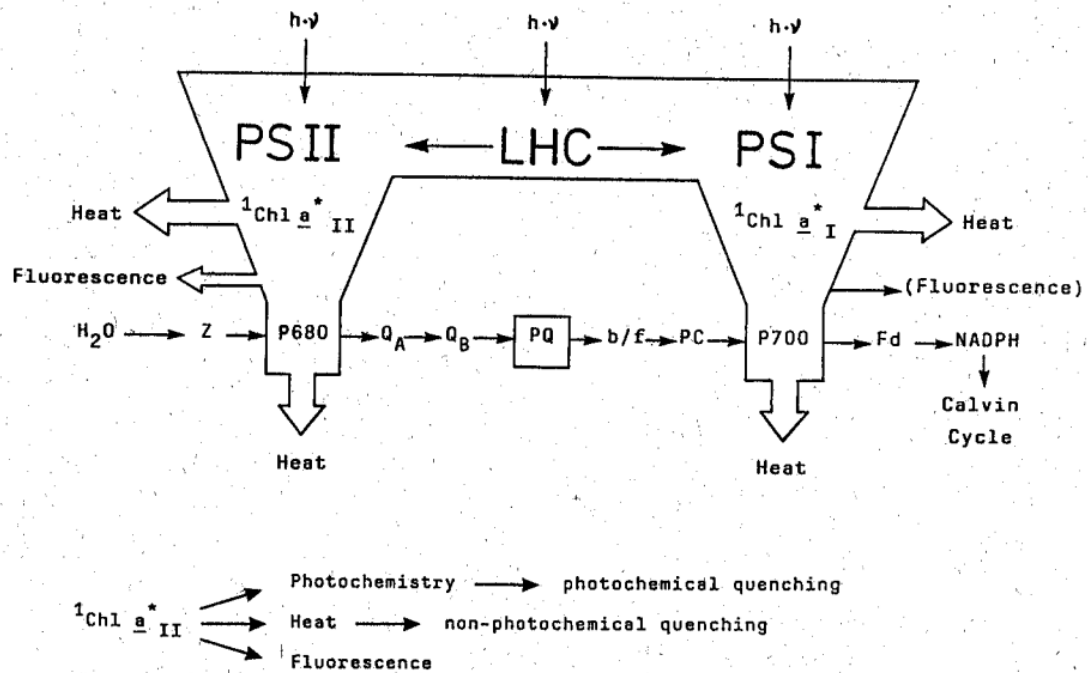 h·ν h·ν h·ν
PSII ← LHC → PSI
Heat ¹Chl a*II ¹Chl a*I Heat
Fluorescence (Fluorescence)
H₂O → Z → P680 → QA → QB → PQ → b/f → PC → P700 → Fd → NADPH
Calvin
Cycle
Heat Heat
Photochemistry → photochemical quenching
¹Chl a*II Heat → non-photochemical quenching
Fluorescence